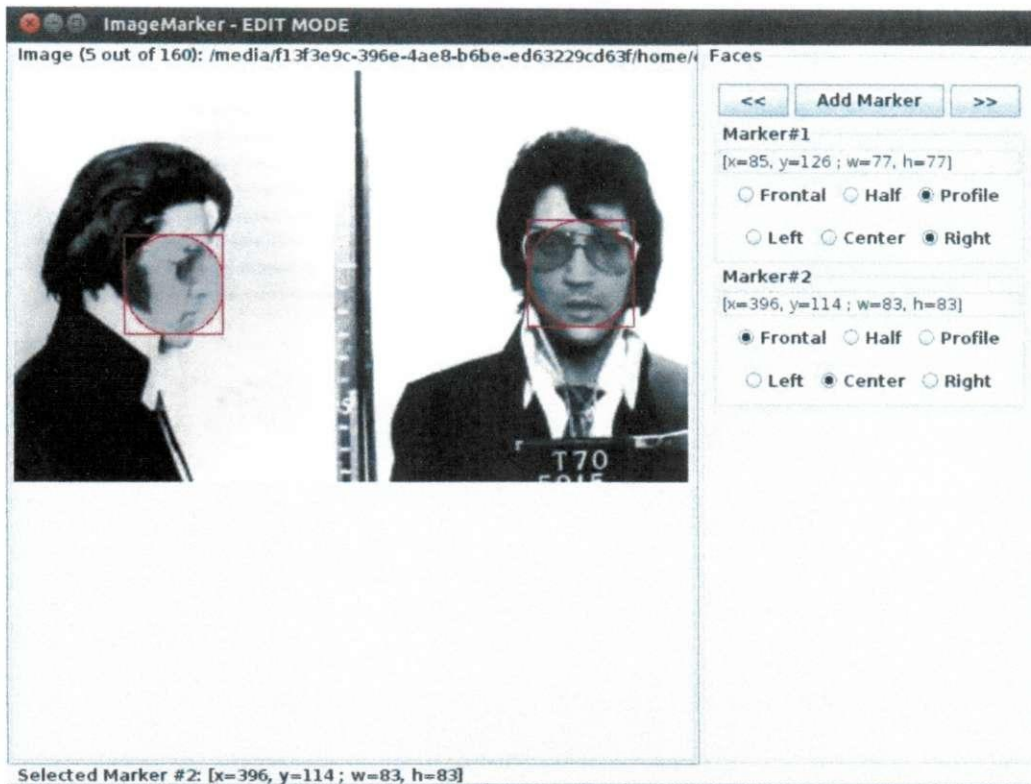 ImageMarker - EDIT MODE
Image (5 out of 160): /media/f13f3e9c-396e-4ae8-b6be-ed63229cd63f/home/
Faces
<< Add Marker >>
Marker#1
[x=85, y=126 ; w=77, h=77]
Frontal Half Profile
Left Center Right
Marker#2
[x=396, y=114 ; w=83, h=83]
Frontal Half Profile
Left Center Right
T70
Selected Marker #2: [x=396, y=114 ; w=83, h=83]